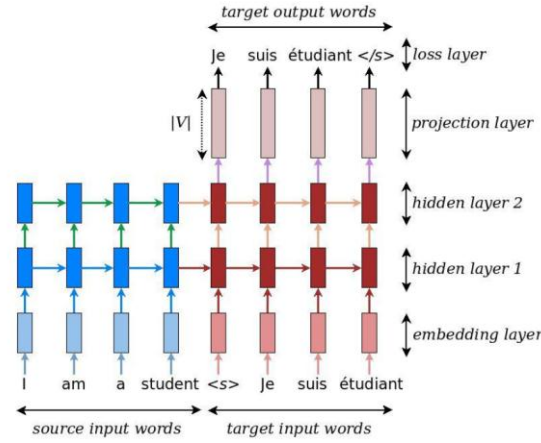 target output words
Je suis étudiant </s> loss layer
|V| projection layer
hidden layer 2
hidden layer 1
embedding layer
I am a student <s> Je suis étudiant
source input words target input words